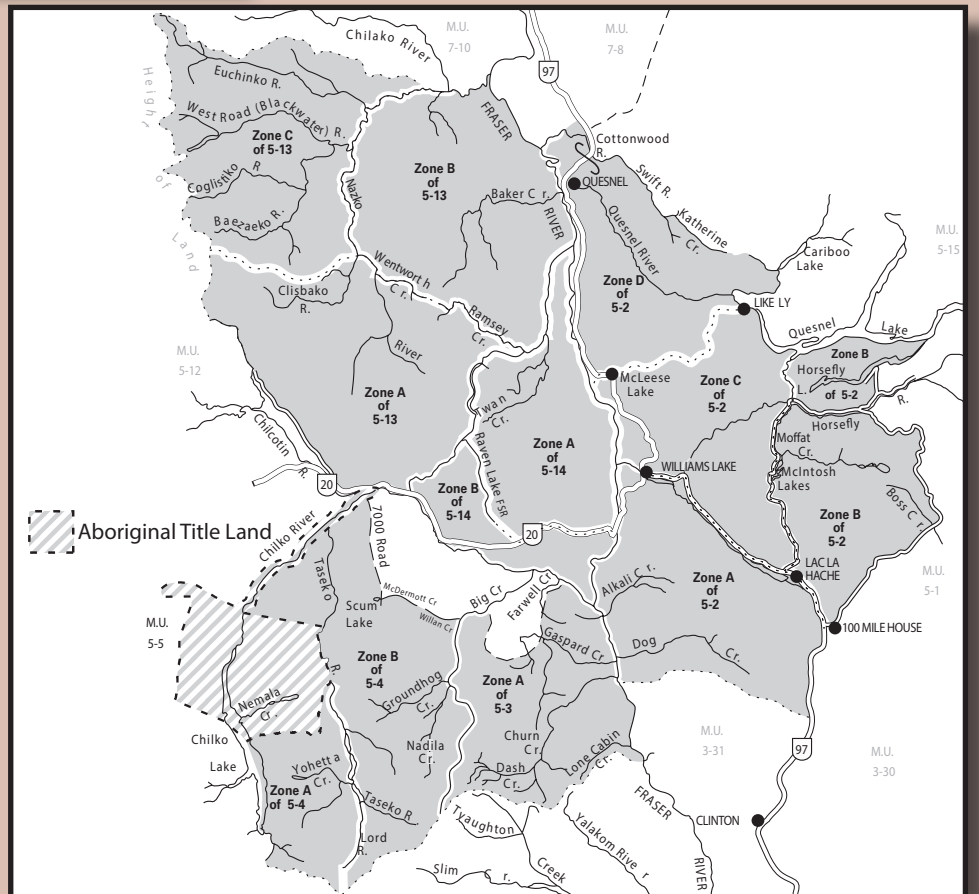 M.U.
7-10
M.U.
7-8
Chilako River
97
Height
of
Land
Euchinko R.
West Road (Blackwater) R.
Zone C
of 5-13
Coglistiko R
Baezaeko R.
Nazko
Zone B
of
5-13
FRASER
RIVER
Baker Cr.
Cottonwood
R.
QUESNEL
Swift R.
Katherine
Cr.
Quesnel River
Cariboo
Lake
M.U.
5-15
Wentworth
Cr.
Clisbako
R.
Ramsey
Cr.
River
Zone D
of
5-2
LIKELY
Quesnel Lake
M.U.
5-12
Zone A
of
5-13
McLeese
Lake
Zone C
of
5-2
Zone B
Horsefly
L. of 5-2
R.
Horsefly
Twan
Cr.
Chilcotin
R.
Raven Lake FSR
Zone A
of
5-14
WILLIAMS LAKE
Moffat
Cr.
McIntosh
Lakes
Boss Cr.
20
Zone B
of
5-14
20
Zone B
of
5-2
Aboriginal Title Land
Chilko River
7000 Road
Taseko
R.
LAC LA
HACHE
M.U.
5-1
McDermott Cr
Big Cr
Farwell Cr
Alkali Cr.
Zone A
of
5-2
Scum
Lake
Willan Cr
M.U.
5-5
100 MILE HOUSE
Gaspard Cr.
Dog
Cr.
Zone B
of
5-4
Zone A
of
5-3
Groundhog
Cr.
Nemala
Cr.
Chilko
Lake
Nadila
Cr.
Churn
Cr.
Lone Cabin
Cr.
M.U.
3-31
97
M.U.
3-30
Yohetta
Cr.
Dash
Cr.
Zone A
of 5-4
Taseko R.
Lord
R.
Tyaughton
Creek
Yalakom River
FRASER
RIVER
CLINTON
Slim Cr.